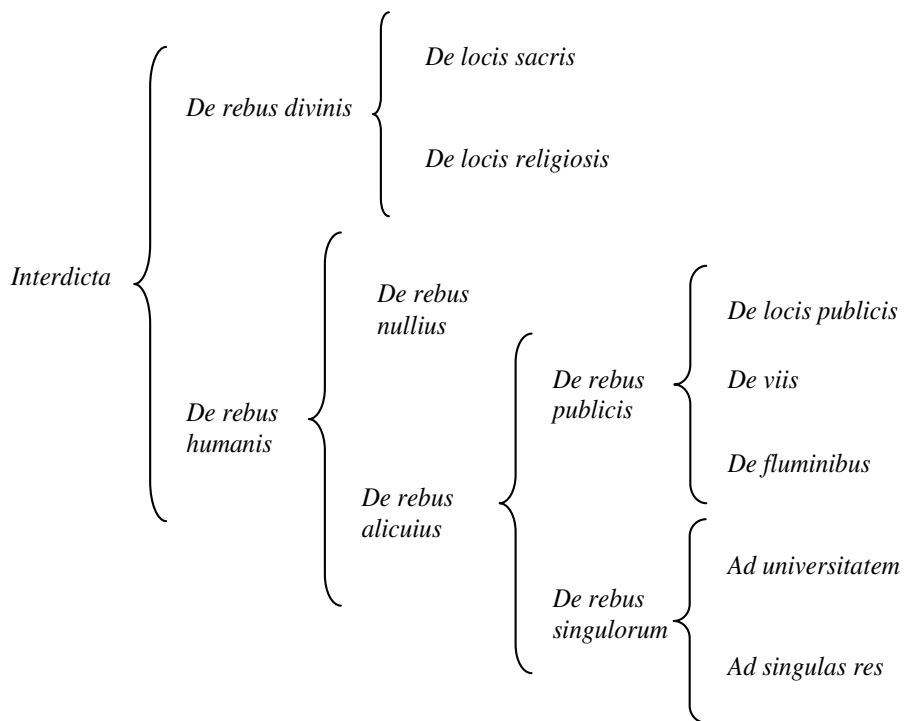 De locis sacris
De rebus divinis
De locis religiosis
Interdicta
De rebus
nullius
De locis publicis
De rebus
publicis
De viis
De rebus
humanis
De fluminibus
De rebus
alicuius
Ad universitatem
De rebus
singulorum
Ad singulas res